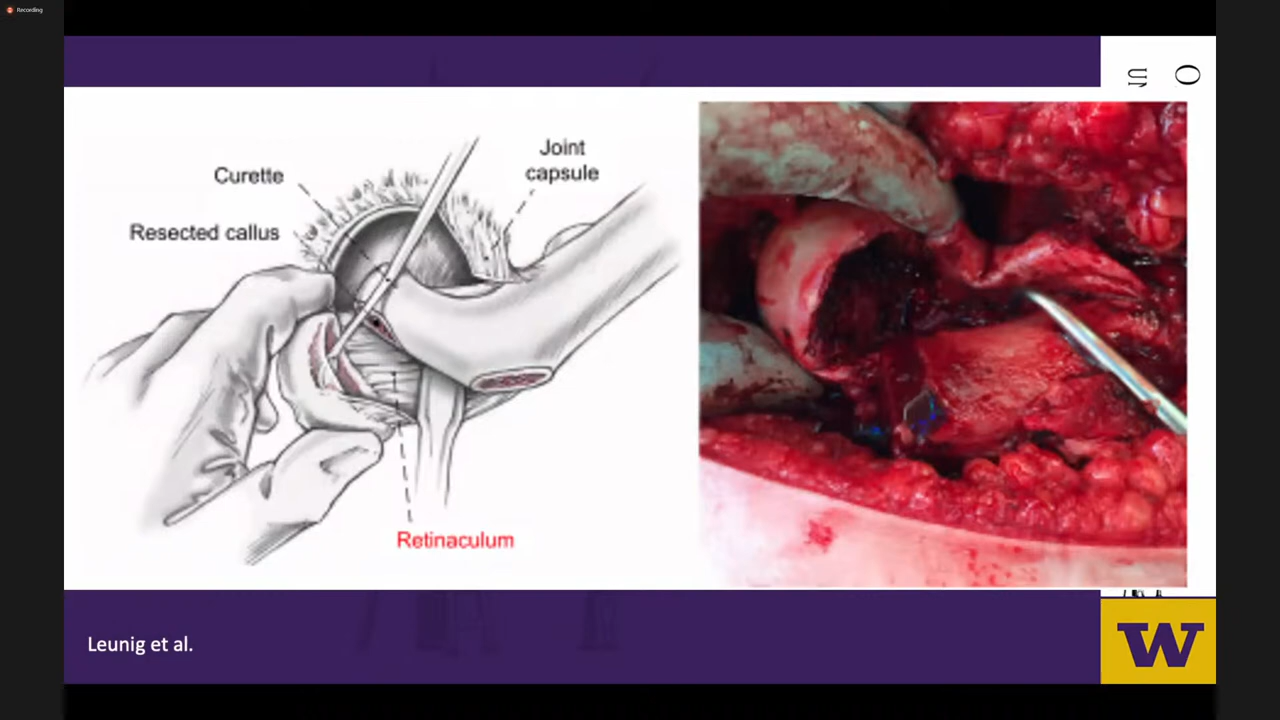 Recording
Curette
Joint
capsule
Resected callus
Retinaculum
Leunig et al.
W